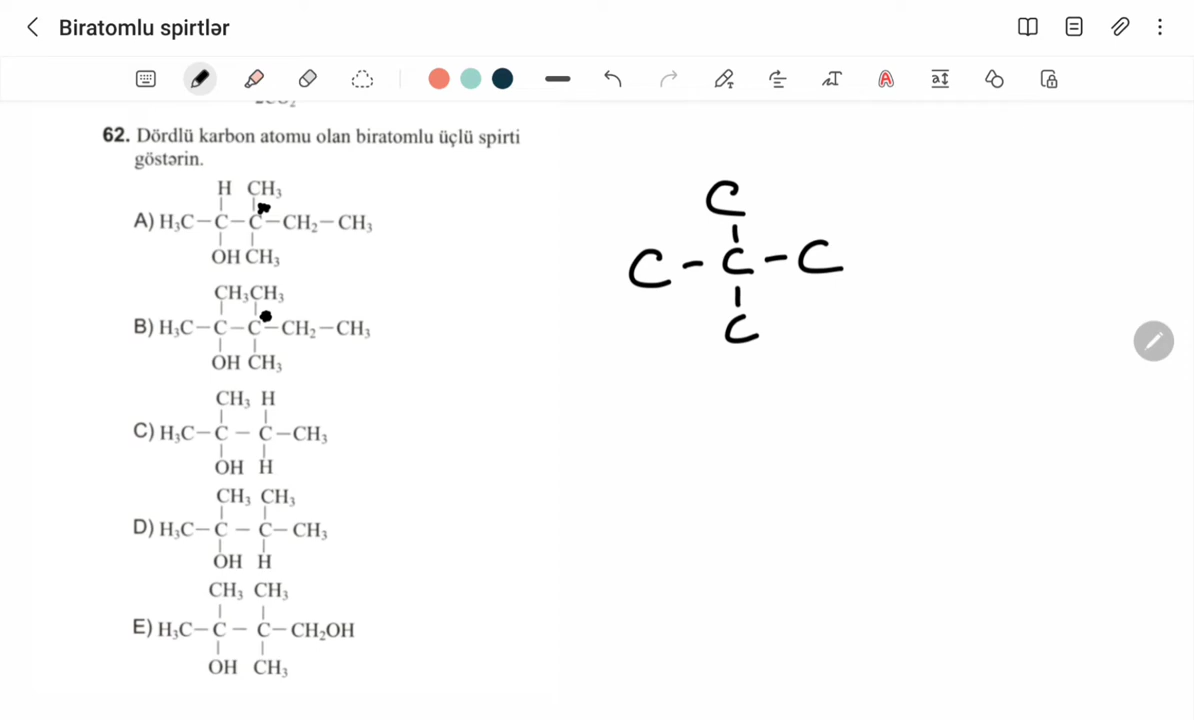 Biratomlu spirtlər
62. Dördlü karbon atomu olan biratomlu üçlü spirti
göstərin.
H CH₃
A) H₃C–C–C–CH₂–CH₃
OH CH₃
CH₃CH₃
B) H₃C–C–C–CH₂–CH₃
OH CH₃
CH₃ H
C) H₃C–C – C–CH₃
OH H
CH₃ CH₃
D) H₃C–C – C–CH₃
OH H
CH₃ CH₃
E) H₃C–C – C–CH₂OH
OH CH₃
C
C - C - C
C